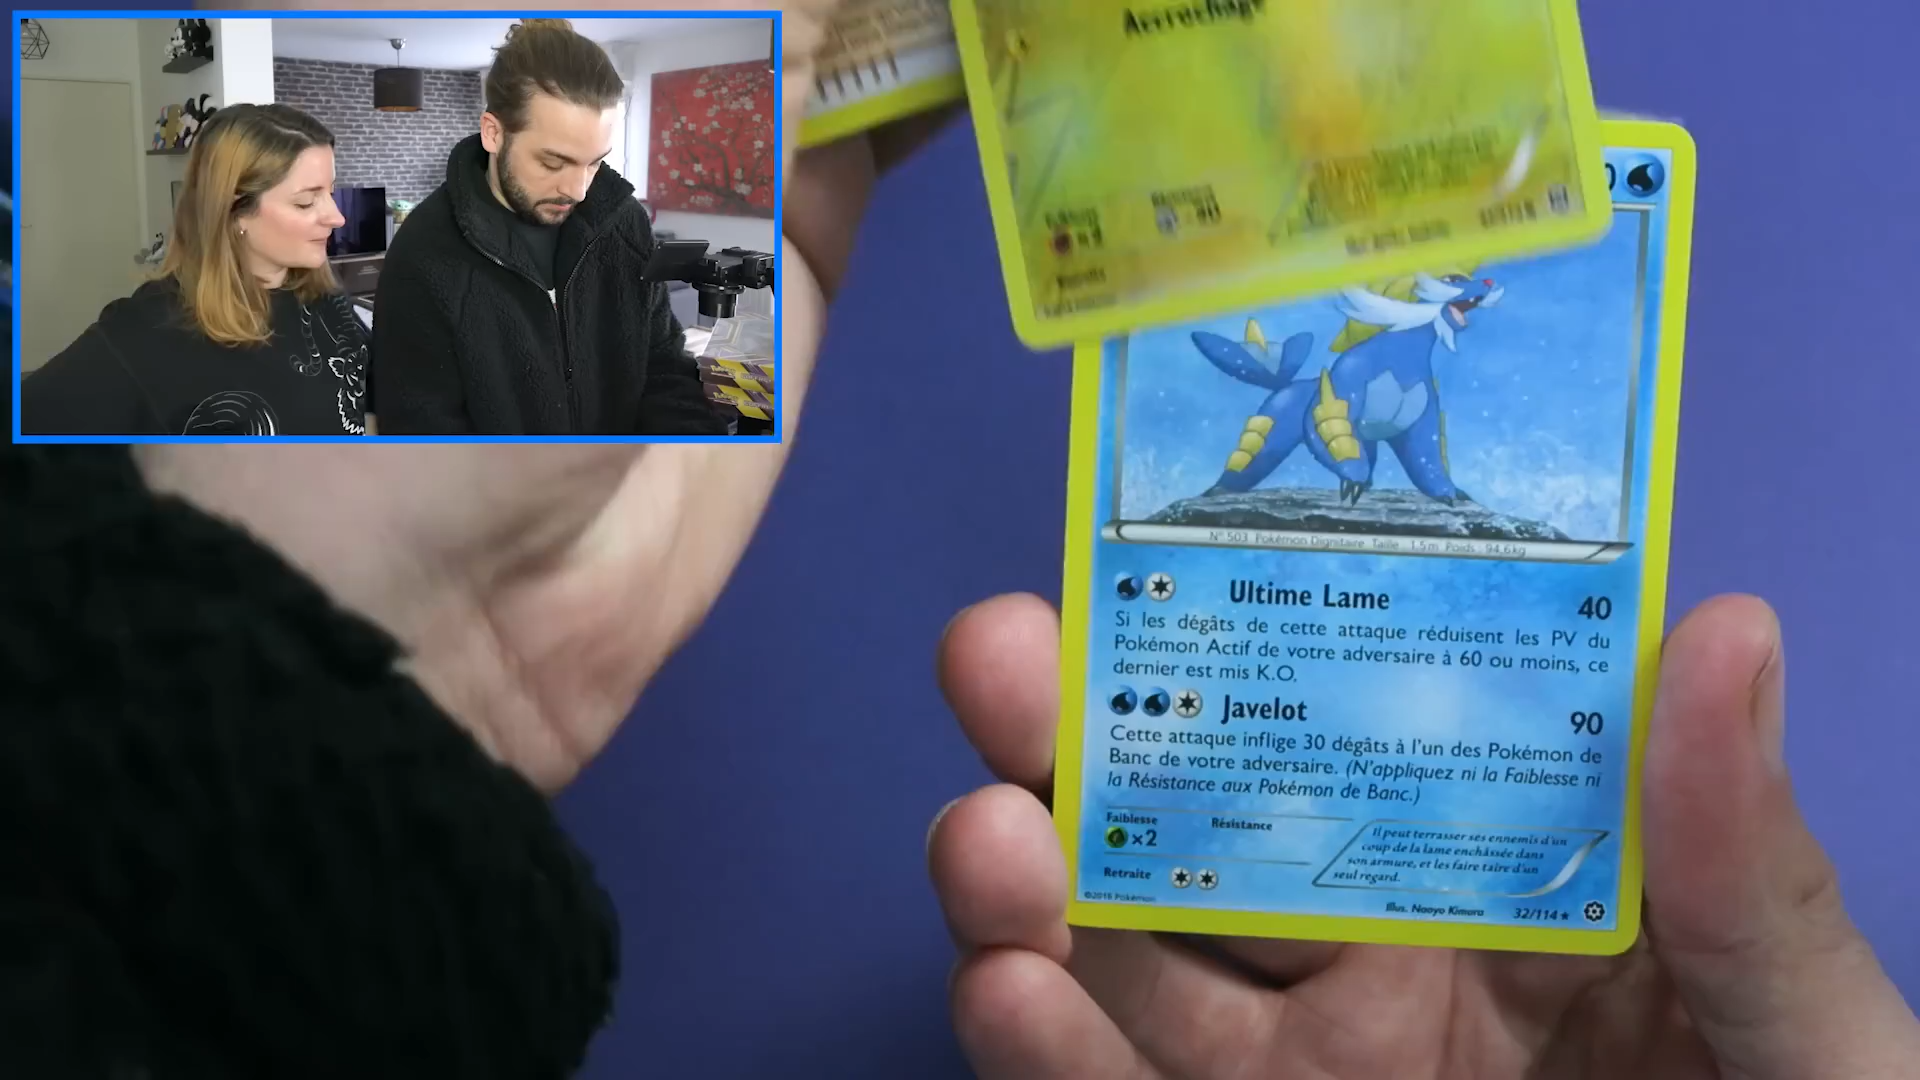 Accrochage
N° 503 Pokémon Dignitaire Taille : 1,5m Poids : 94,6kg
Ultime Lame 40
Si les dégâts de cette attaque réduisent les PV du
Pokémon Actif de votre adversaire à 60 ou moins, ce
dernier est mis K.O.
Javelot 90
Cette attaque inflige 30 dégâts à l'un des Pokémon de
Banc de votre adversaire. (N'appliquez ni la Faiblesse ni
la Résistance aux Pokémon de Banc.)
Faiblesse Résistance
×2
Il peut terrasser ses ennemis d'un
coup de la lame enchâssée dans
son armure, et les faire taire d'un
seul regard.
Retraite
©2016 Pokémon
Illus. Naoyo Kimura 32/114 ★